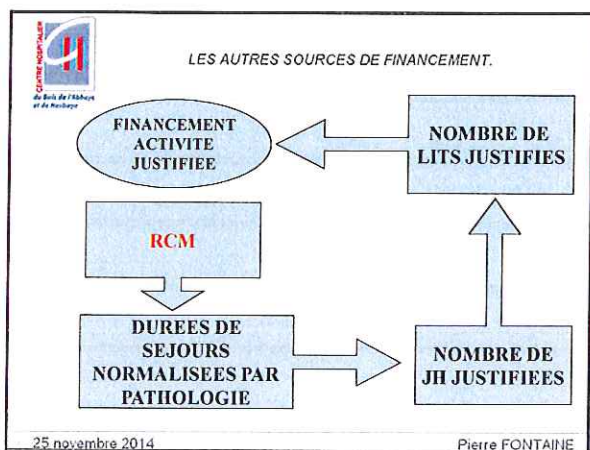 CENTRE HOSPITALIER
du Bois de l'Abbaye
et de Hesbaye
LES AUTRES SOURCES DE FINANCEMENT.
FINANCEMENT
ACTIVITE
JUSTIFIEE
NOMBRE DE
LITS JUSTIFIES
RCM
DUREES DE
SEJOURS
NORMALISEES PAR
PATHOLOGIE
NOMBRE DE
JH JUSTIFIEES
25 novembre 2014
Pierre FONTAINE